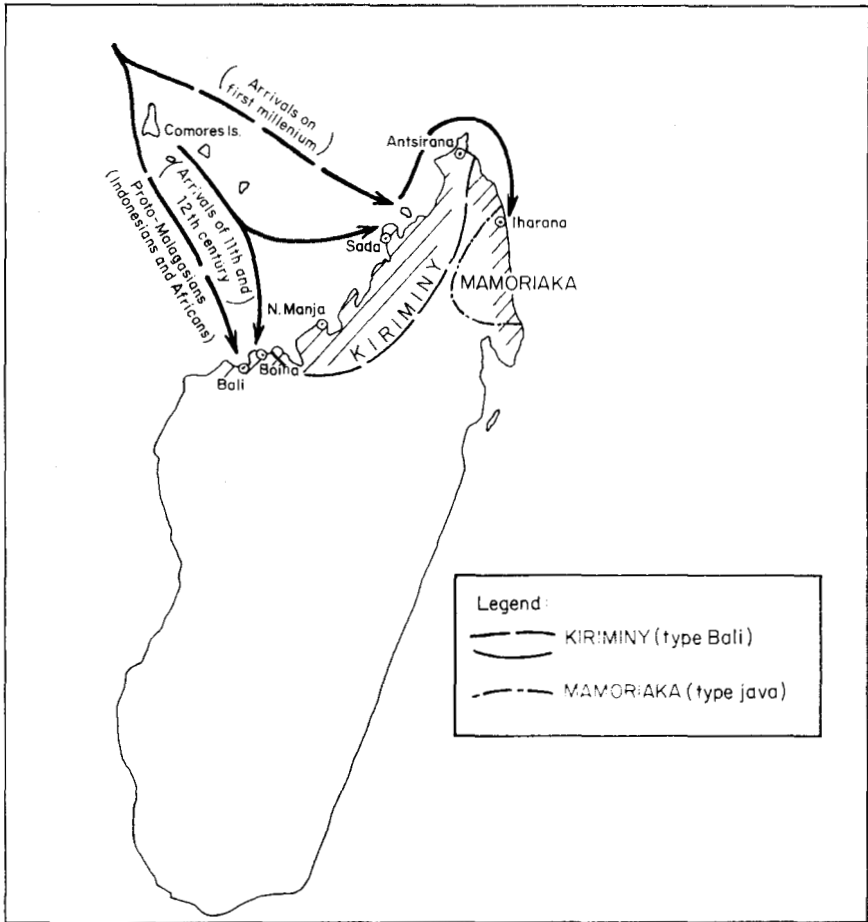 (Arrivals on
first millenium)
Comores Is.
Antsirana
(Arrivals of 11th and
12th century)
Proto-Malagasians
(Indonesians and Africans)
Iharana
Sada
MAMORIAKA
N. Manja
KIRIMINY
Boina
Bali
Legend:
KIRIMINY (type Bali)
MAMORIAKA (type java)